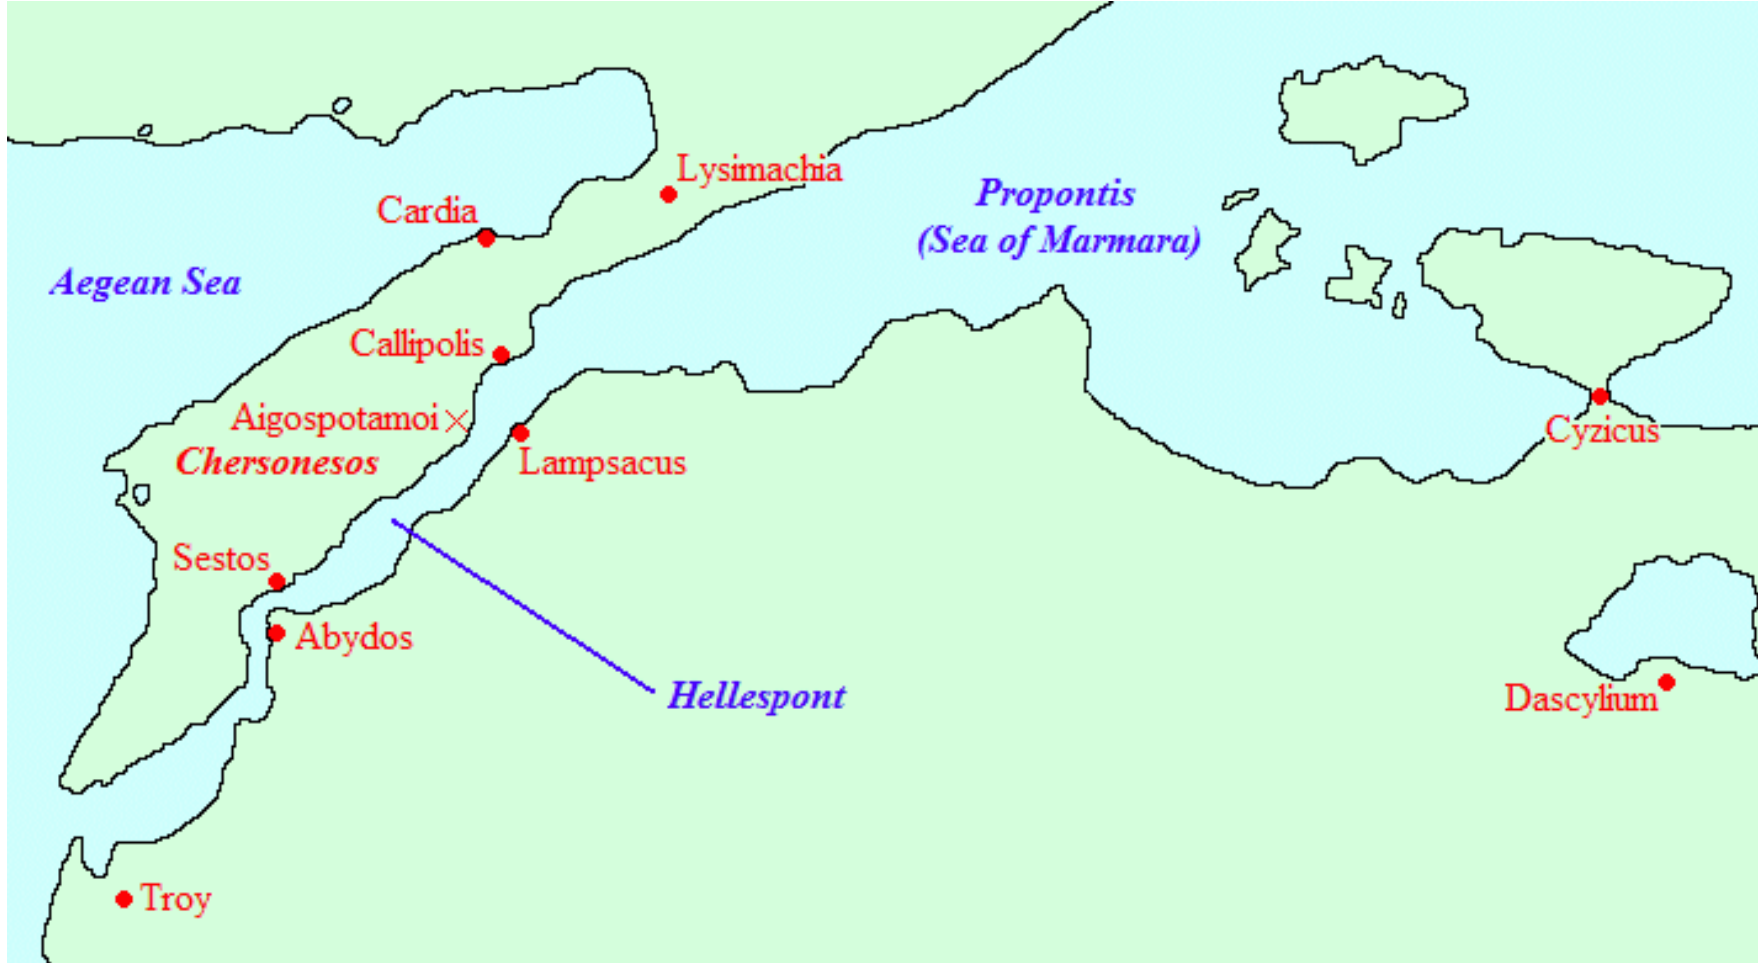 Lysimachia
Propontis
(Sea of Marmara)
Cardia
Aegean Sea
Callipolis
Aigospotamoi
Chersonesos
Lampsacus
Cyzicus
Sestos
Abydos
Hellespont
Dascylium
Troy